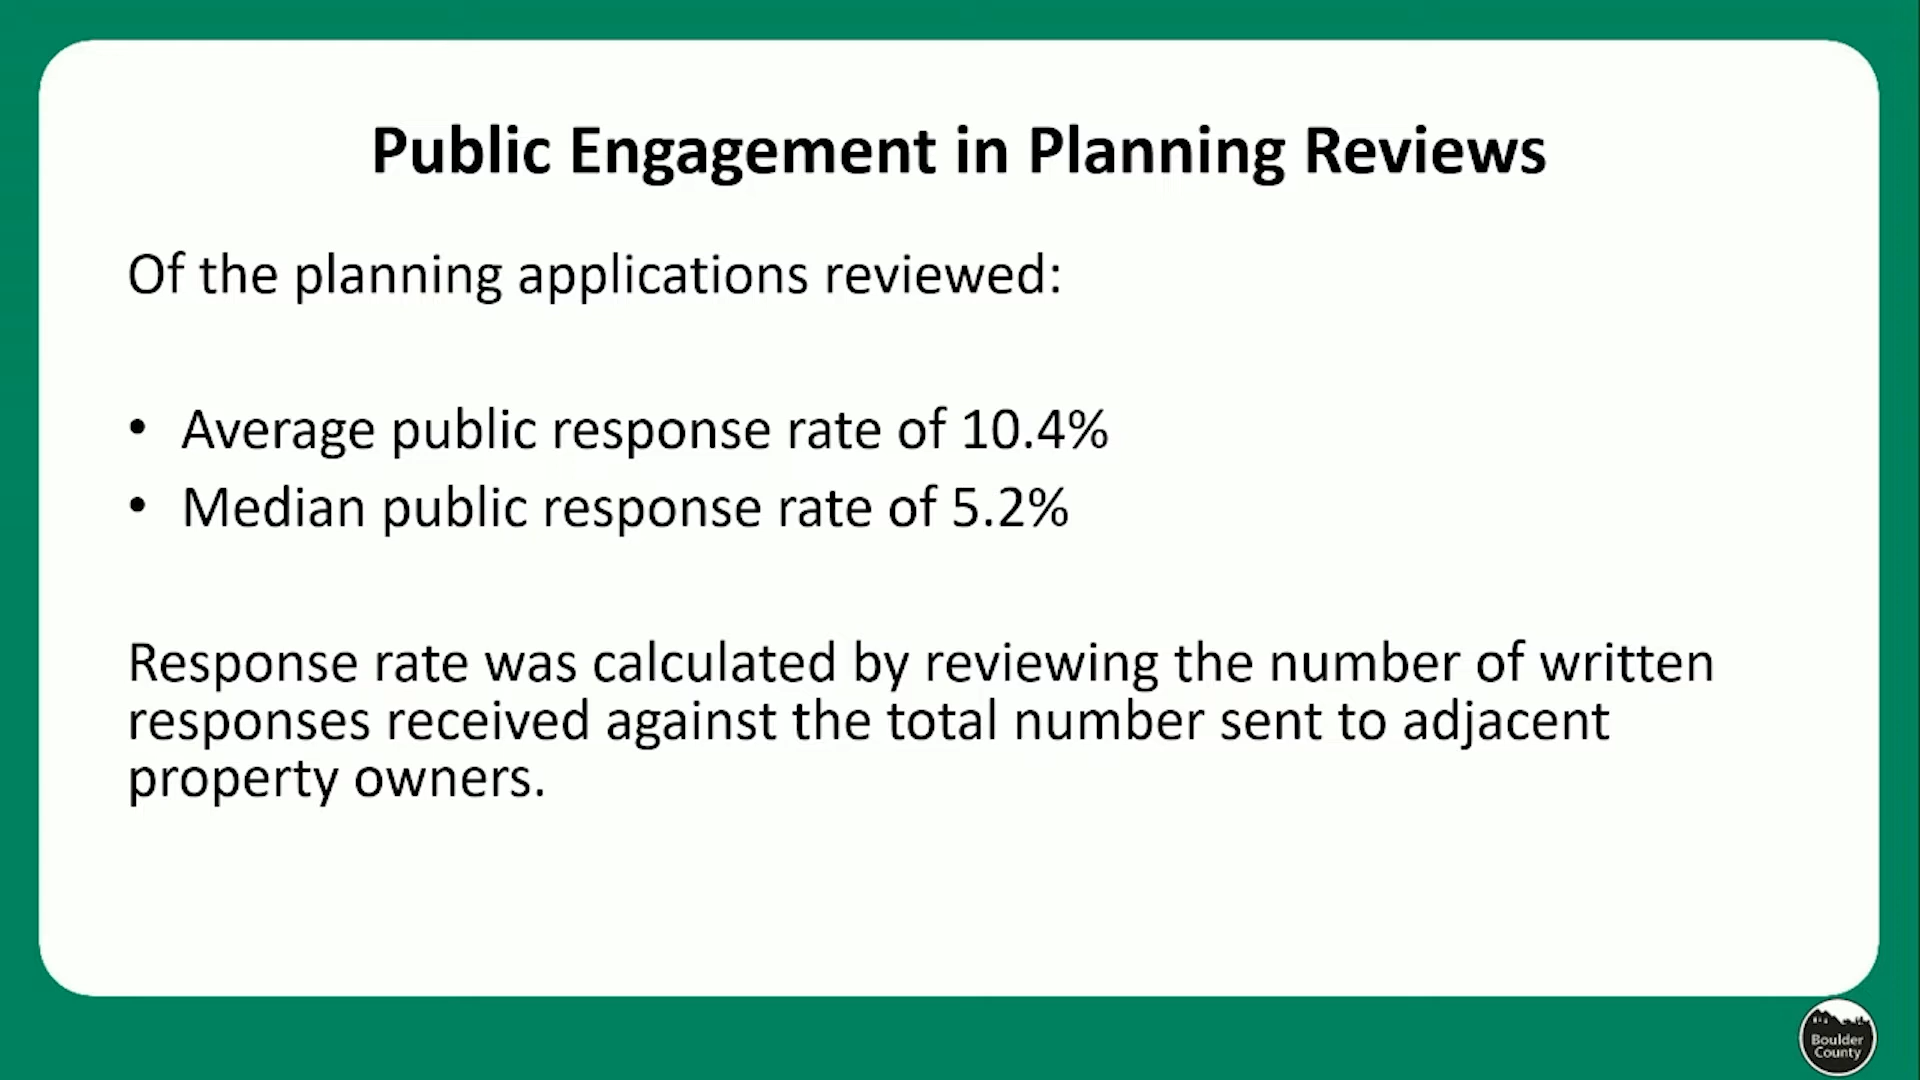 Public Engagement in Planning Reviews
Of the planning applications reviewed:
• Average public response rate of 10.4%
• Median public response rate of 5.2%
Response rate was calculated by reviewing the number of written
responses received against the total number sent to adjacent
property owners.
Boulder
County